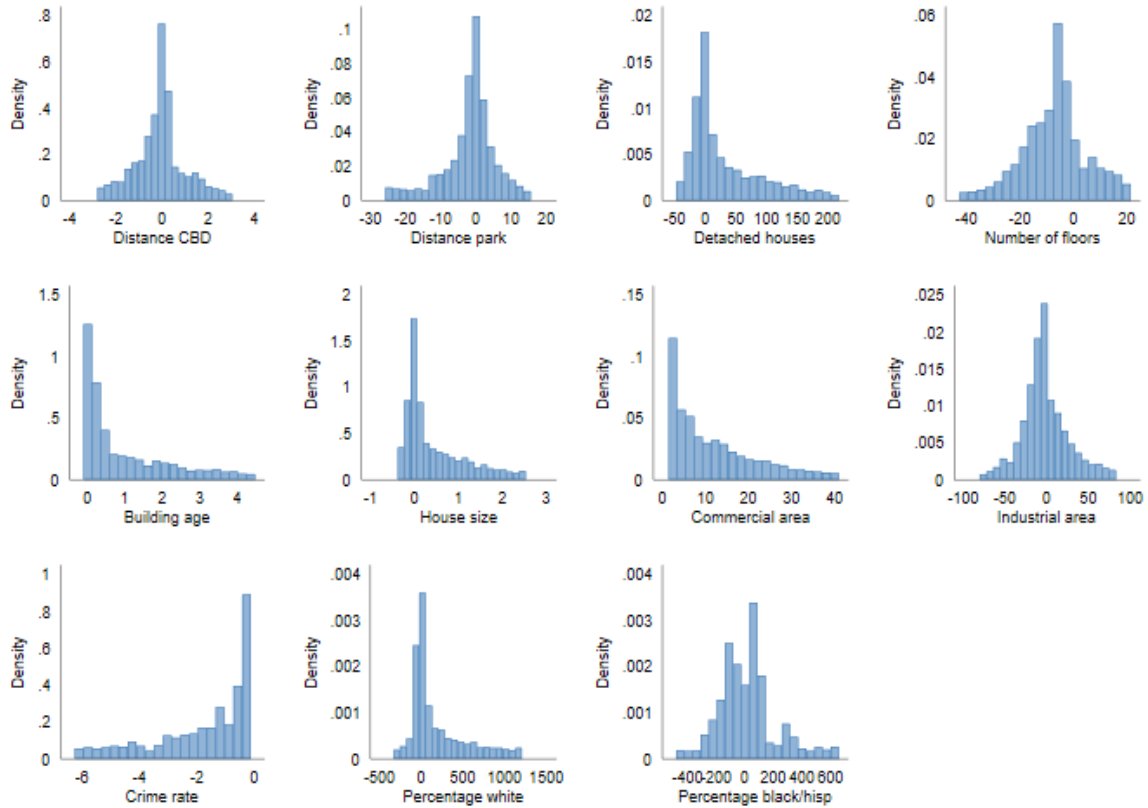 .8
.6
.4
.2
0
Density
-4 -2 0 2 4
Distance CBD
.1
.08
.06
.04
.02
0
Density
-30 -20 -10 0 10 20
Distance park
.02
.015
.01
.005
0
Density
-50 0 50 100 150 200
Detached houses
.06
.04
.02
0
Density
-40 -20 0 20
Number of floors
1.5
1
.5
0
Density
0 1 2 3 4
Building age
2
1.5
1
.5
0
Density
-1 0 1 2 3
House size
.15
.1
.05
0
Density
0 10 20 30 40
Commercial area
.025
.02
.015
.01
.005
0
Density
-100 -50 0 50 100
Industrial area
1
.8
.6
.4
.2
0
Density
-6 -4 -2 0
Crime rate
.004
.003
.002
.001
0
Density
-500 0 500 1000 1500
Percentage white
.004
.003
.002
.001
0
Density
-400 -200 0 200 400 600
Percentage black/hisp